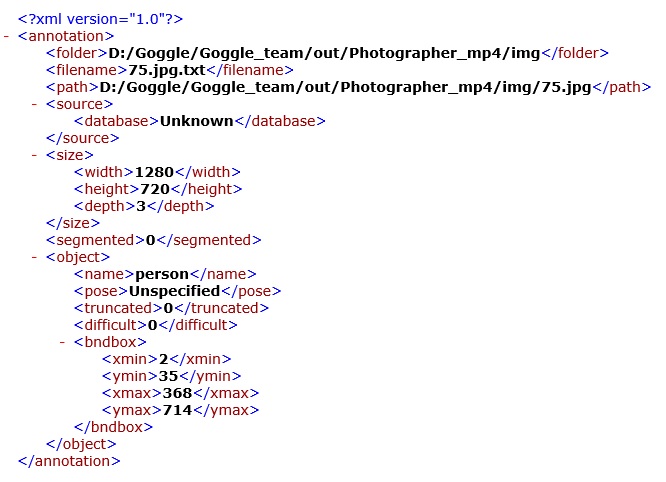 <?xml version="1.0"?>
- <annotation>
<folder>D:/Goggle/Goggle_team/out/Photographer_mp4/img</folder>
<filename>75.jpg.txt</filename>
<path>D:/Goggle/Goggle_team/out/Photographer_mp4/img/75.jpg</path>
- <source>
<database>Unknown</database>
</source>
- <size>
<width>1280</width>
<height>720</height>
<depth>3</depth>
</size>
<segmented>0</segmented>
- <object>
<name>person</name>
<pose>Unspecified</pose>
<truncated>0</truncated>
<difficult>0</difficult>
- <bndbox>
<xmin>2</xmin>
<ymin>35</ymin>
<xmax>368</xmax>
<ymax>714</ymax>
</bndbox>
</object>
</annotation>